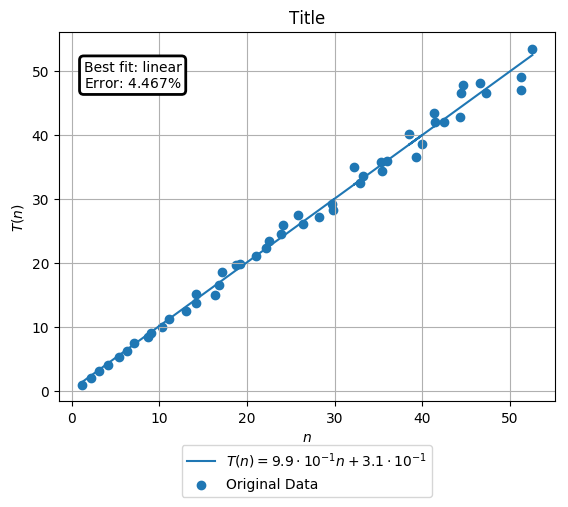 Title
Best fit: linear
Error: 4.467%
50
40
30
20
10
0
T(n)
0 10 20 30 40 50
n
T(n) = 9.9 · 10⁻¹n + 3.1 · 10⁻¹
Original Data